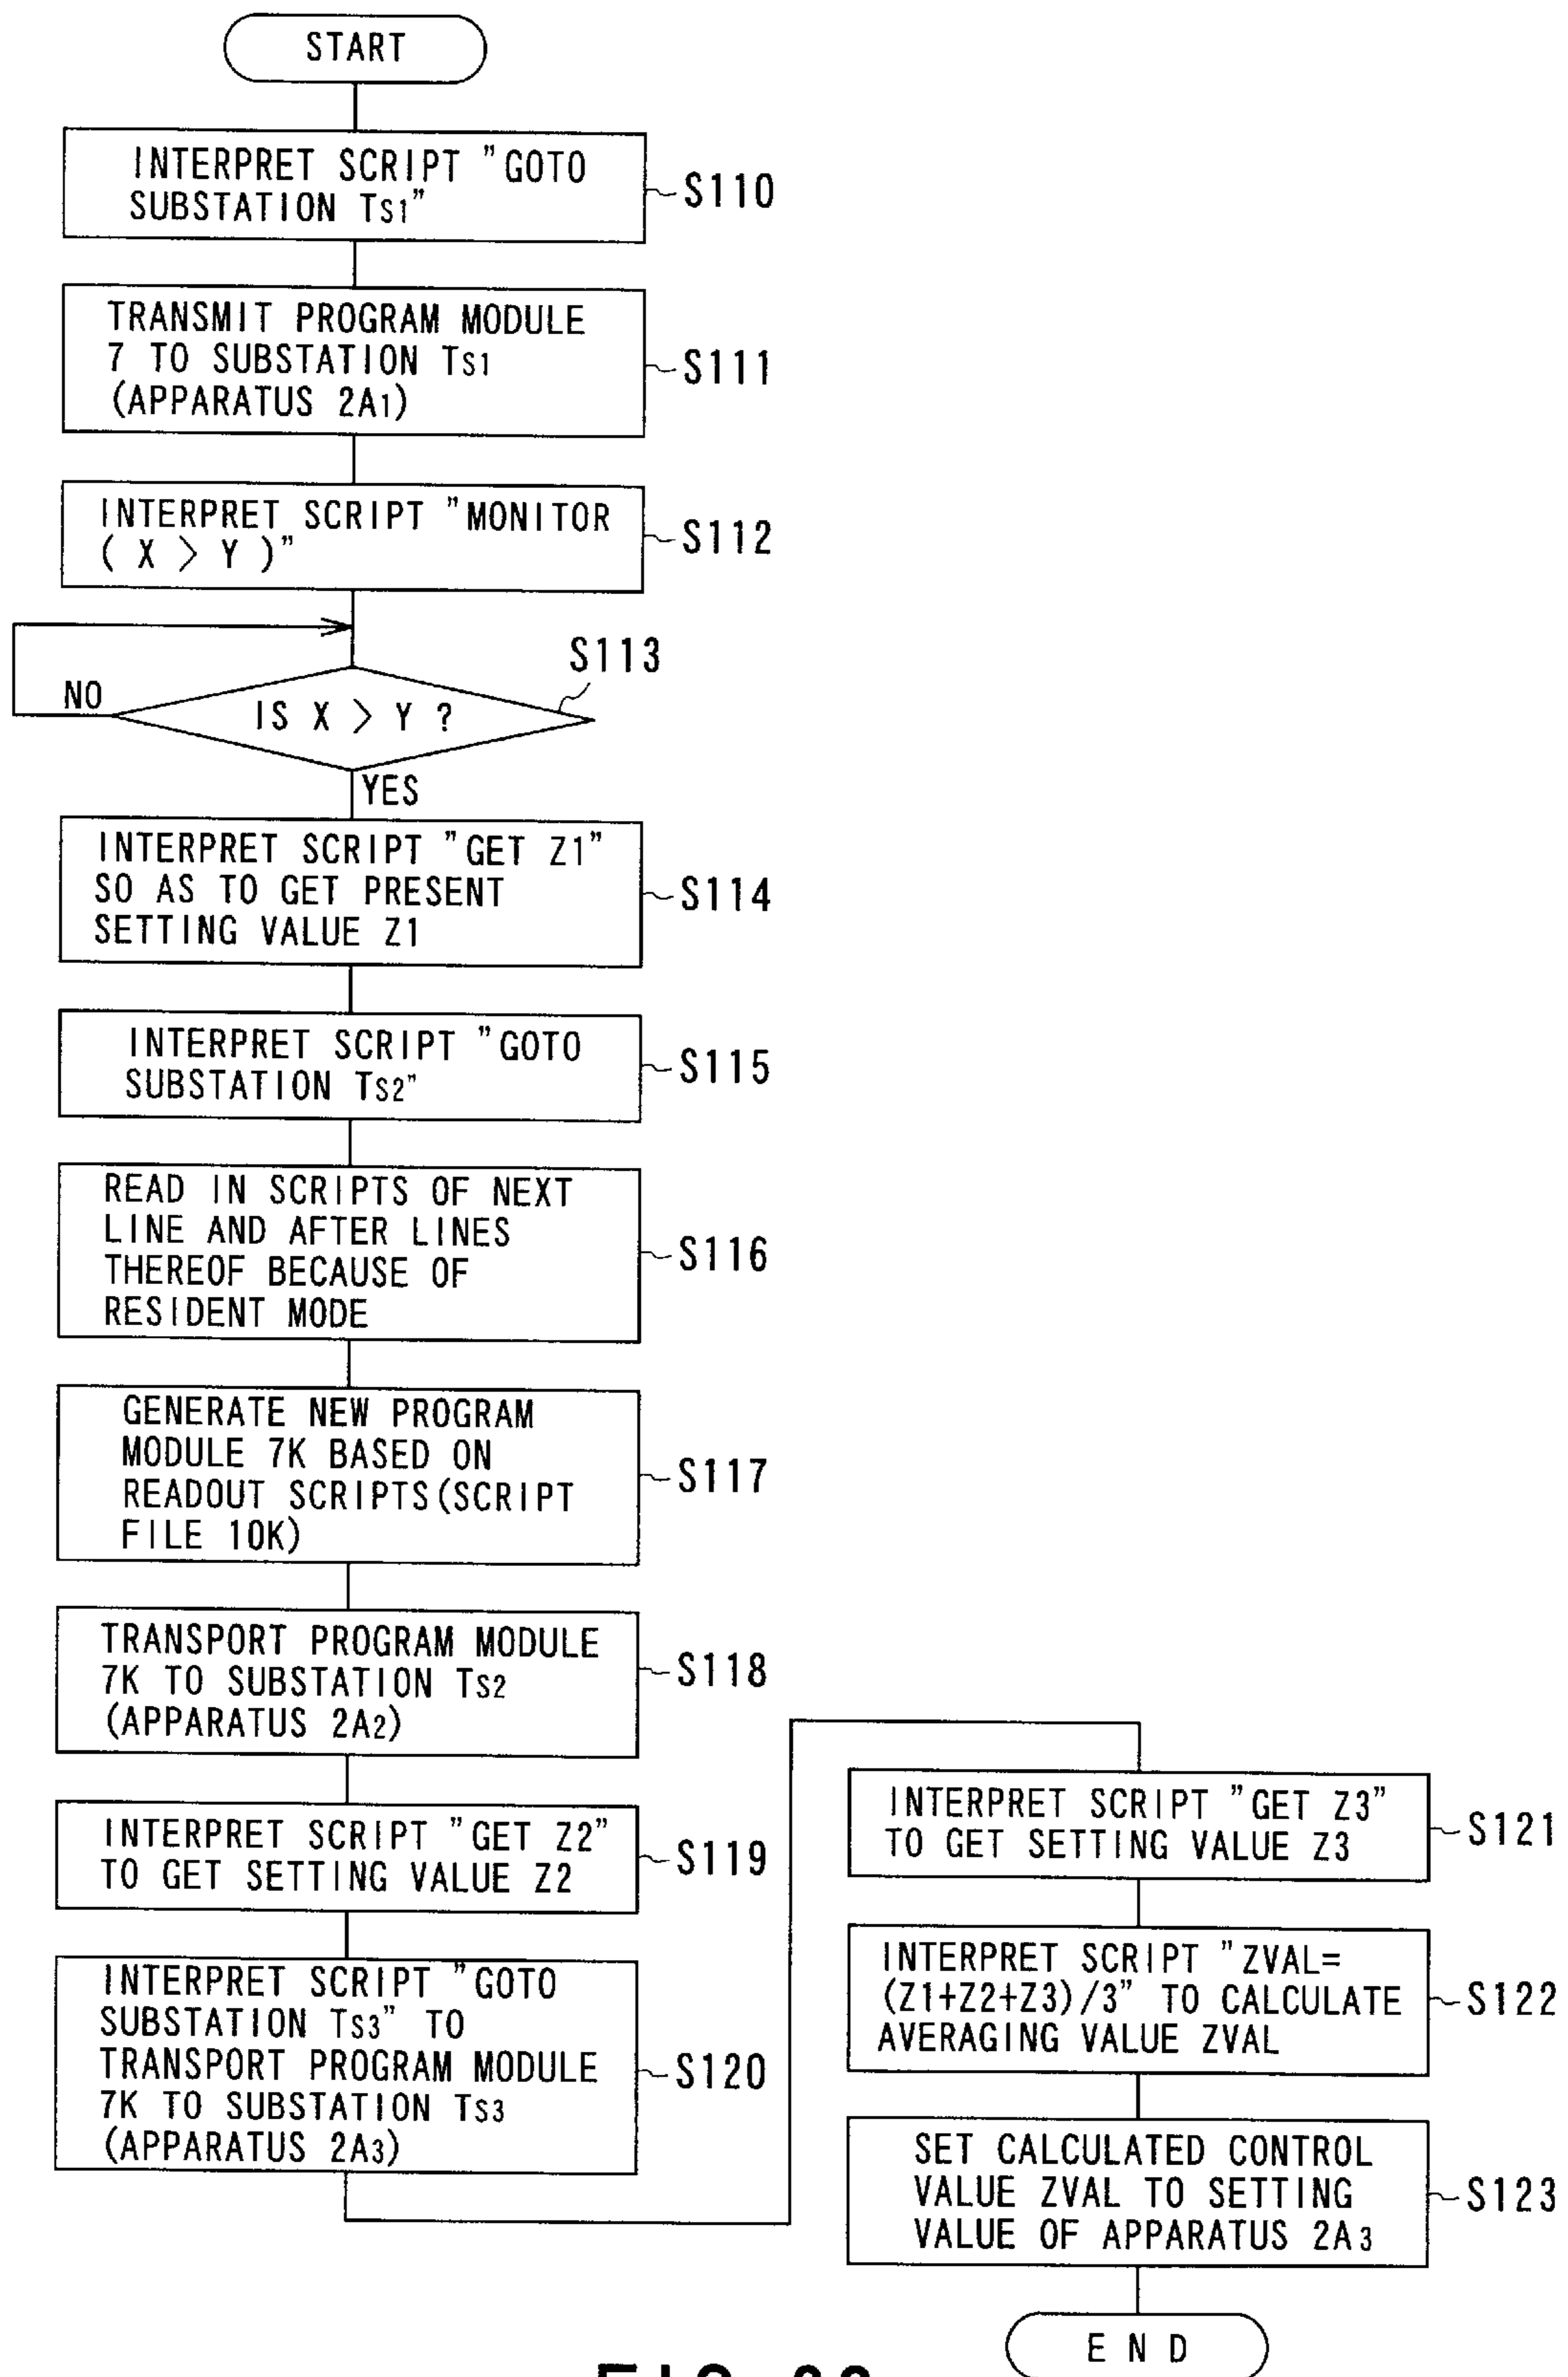 START
INTERPRET SCRIPT "GOTO
SUBSTATION Ts1"
S110
TRANSMIT PROGRAM MODULE
7 TO SUBSTATION Ts1
(APPARATUS 2A1)
S111
INTERPRET SCRIPT "MONITOR
( X > Y )"
S112
S113
NO
IS X > Y ?
YES
INTERPRET SCRIPT "GET Z1"
SO AS TO GET PRESENT
SETTING VALUE Z1
S114
INTERPRET SCRIPT "GOTO
SUBSTATION Ts2"
S115
READ IN SCRIPTS OF NEXT
LINE AND AFTER LINES
THEREOF BECAUSE OF
RESIDENT MODE
S116
GENERATE NEW PROGRAM
MODULE 7K BASED ON
READOUT SCRIPTS(SCRIPT
FILE 10K)
S117
TRANSPORT PROGRAM MODULE
7K TO SUBSTATION Ts2
(APPARATUS 2A2)
S118
INTERPRET SCRIPT "GET Z2"
TO GET SETTING VALUE Z2
S119
INTERPRET SCRIPT "GOTO
SUBSTATION Ts3" TO
TRANSPORT PROGRAM MODULE
7K TO SUBSTATION Ts3
(APPARATUS 2A3)
S120
INTERPRET SCRIPT "GET Z3"
TO GET SETTING VALUE Z3
S121
INTERPRET SCRIPT "ZVAL=
(Z1+Z2+Z3)/3" TO CALCULATE
AVERAGING VALUE ZVAL
S122
SET CALCULATED CONTROL
VALUE ZVAL TO SETTING
VALUE OF APPARATUS 2A3
S123
END